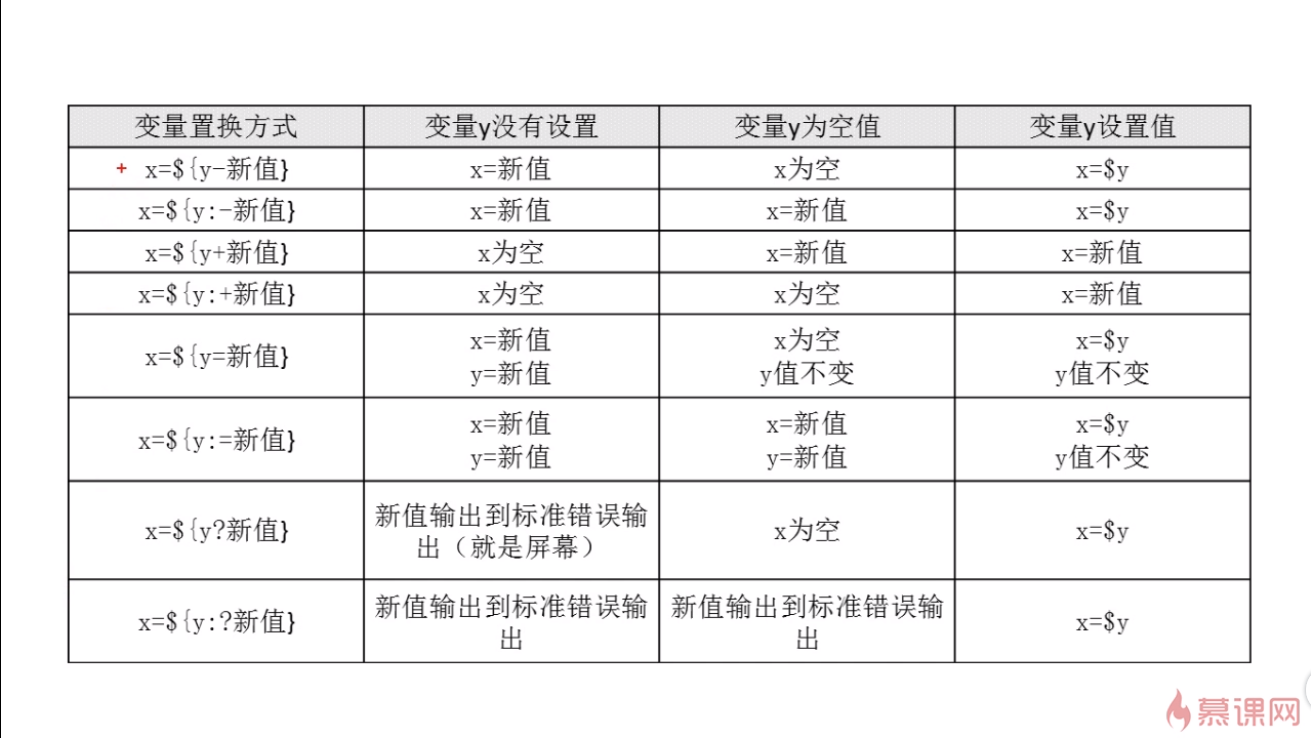 变量置换方式 变量y没有设置 变量y为空值 变量y设置值
+ x=${y-新值} x=新值 x为空 x=$y
x=${y:-新值} x=新值 x=新值 x=$y
x=${y+新值} x为空 x=新值 x=新值
x=${y:+新值} x为空 x为空 x=新值
x=${y=新值} x=新值 x为空 x=$y
y=新值 y值不变 y值不变
x=${y:=新值} x=新值 x=新值 x=$y
y=新值 y=新值 y值不变
x=${y?新值} 新值输出到标准错误输 x为空 x=$y
出（就是屏幕）
x=${y:?新值} 新值输出到标准错误输 新值输出到标准错误输 x=$y
出 出
慕课网